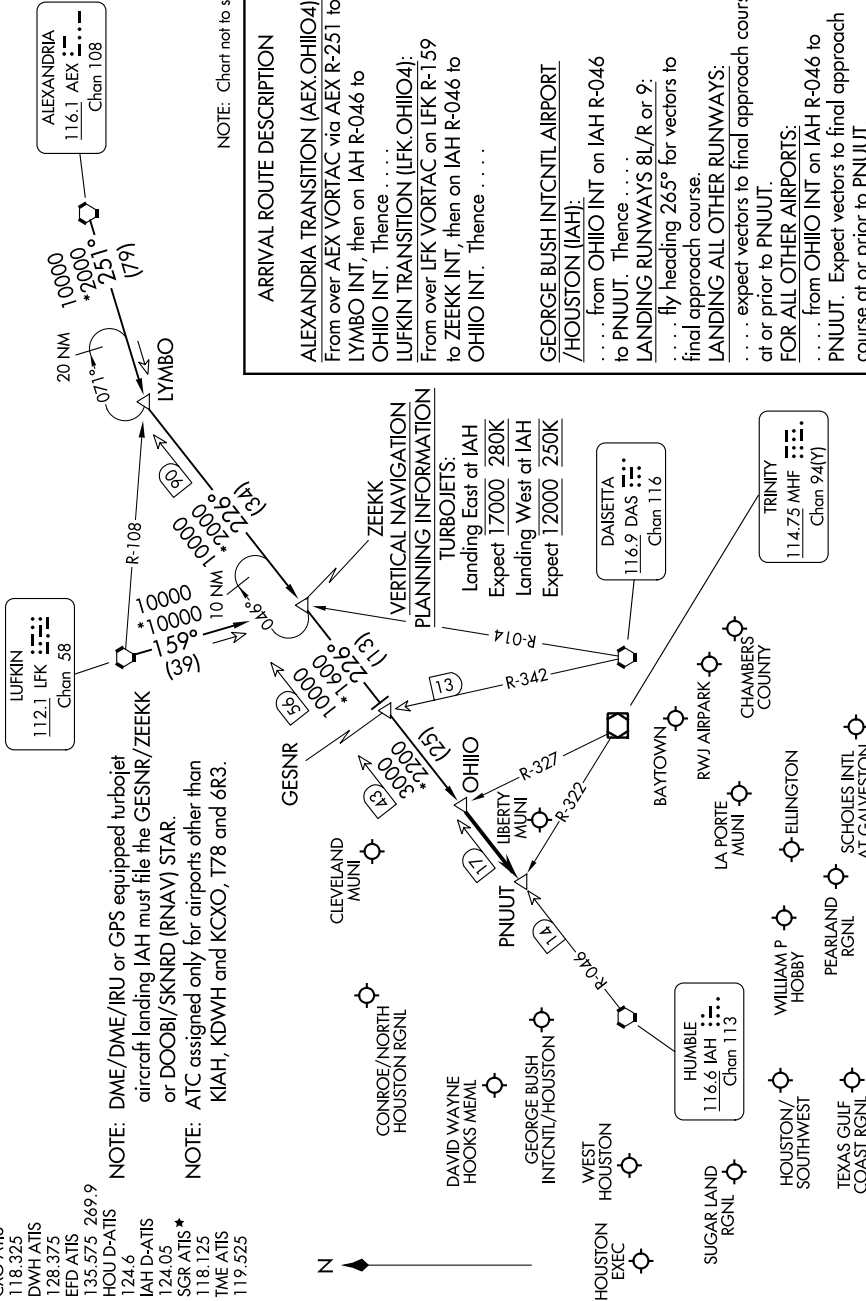 CXO ATIS
118.325
DWH ATIS
128.375
EFD ATIS
135.575 269.9
HOU D-ATIS
124.6
IAH D-ATIS
124.05
SGR ATIS★
118.125
TME ATIS
119.525
NOTE: DME/DME/IRU or GPS equipped turbojet
aircraft landing IAH must file the GESNR/ZEEKK
or DOOBI/SKNRD (RNAV) STAR.
NOTE: ATC assigned only for airports other than
KIAH, KDWH and KCXO, T78 and 6R3.
LUFKIN
112.1 LFK
Chan 58
ALEXANDRIA
116.1 AEX
Chan 108
NOTE: Chart not to s
10000
*2000
251°
(79)
20 NM
071°
LYMBO
R-108
10000
*10000
159°
(39)
10 NM
046°
90
10000
*2000
226°
(34)
ZEEKK
56
10000
*1600
226°
(13)
GESNR
43
3000
*2200
(25)
OHIIO
17
PNUUT
14
R-046
R-014
R-342
13
R-327
R-322
VERTICAL NAVIGATION
PLANNING INFORMATION
TURBOJETS:
Landing East at IAH
Expect 17000 280K
Landing West at IAH
Expect 12000 250K
DAISETTA
116.9 DAS
Chan 116
TRINITY
114.75 MHF
Chan 94(Y)
HUMBLE
116.6 IAH
Chan 113
CLEVELAND
MUNI
LIBERTY
MUNI
CONROE/NORTH
HOUSTON RGNL
DAVID WAYNE
HOOKS MEML
GEORGE BUSH
INTCNTL/HOUSTON
WEST
HOUSTON
HOUSTON
EXEC
SUGAR LAND
RGNL
HOUSTON/
SOUTHWEST
TEXAS GULF
COAST RGNL
WILLIAM P
HOBBY
PEARLAND
RGNL
ELLINGTON
LA PORTE
MUNI
BAYTOWN
RWJ AIRPARK
CHAMBERS
COUNTY
SCHOLES INTL
AT GALVESTON
N
ARRIVAL ROUTE DESCRIPTION
ALEXANDRIA TRANSITION (AEX.OHIIO4)
From over AEX VORTAC via AEX R-251 to
LYMBO INT, then on IAH R-046 to
OHIIO INT. Thence . . . .
LUFKIN TRANSITION (LFK.OHIIO4):
From over LFK VORTAC on LFK R-159
to ZEEKK INT, then on IAH R-046 to
OHIIO INT. Thence . . . .
GEORGE BUSH INTCNTL AIRPORT
/HOUSTON (IAH):
. . . . from OHIIO INT on IAH R-046
to PNUUT. Thence . . . .
LANDING RUNWAYS 8L/R or 9:
. . . . fly heading 265° for vectors to
final approach course.
LANDING ALL OTHER RUNWAYS:
. . . . expect vectors to final approach cours
at or prior to PNUUT.
FOR ALL OTHER AIRPORTS:
. . . . from OHIIO INT on IAH R-046 to
PNUUT. Expect vectors to final approach
course at or prior to PNUUT